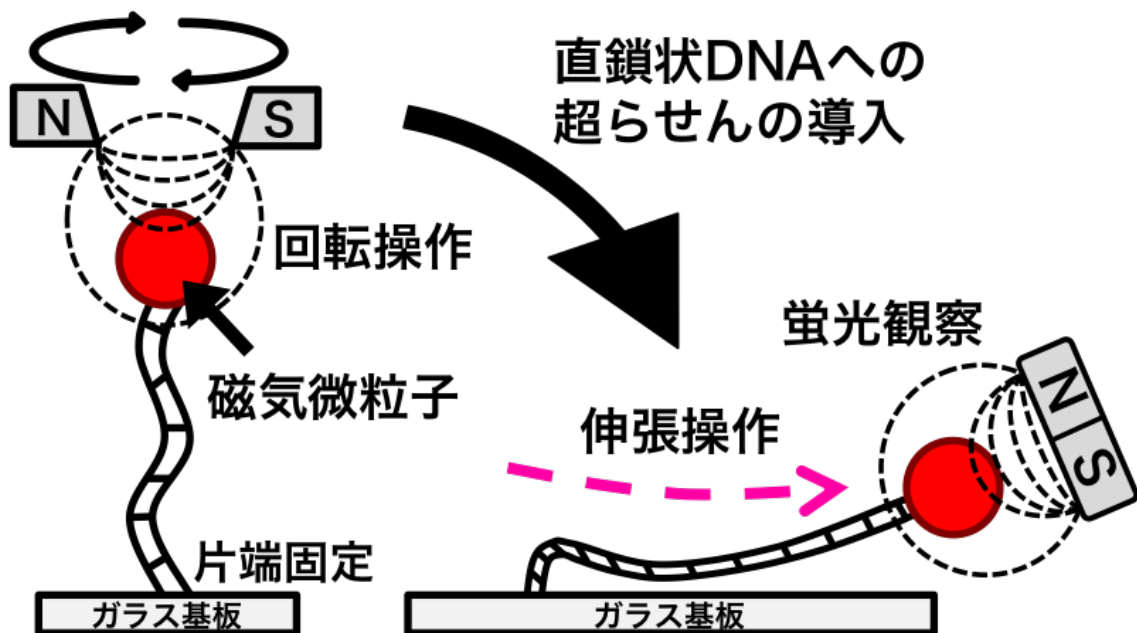 直鎖状DNAへの
超らせんの導入
N
S
回転操作
磁気微粒子
片端固定
ガラス基板
蛍光観察
N
S
伸張操作
ガラス基板